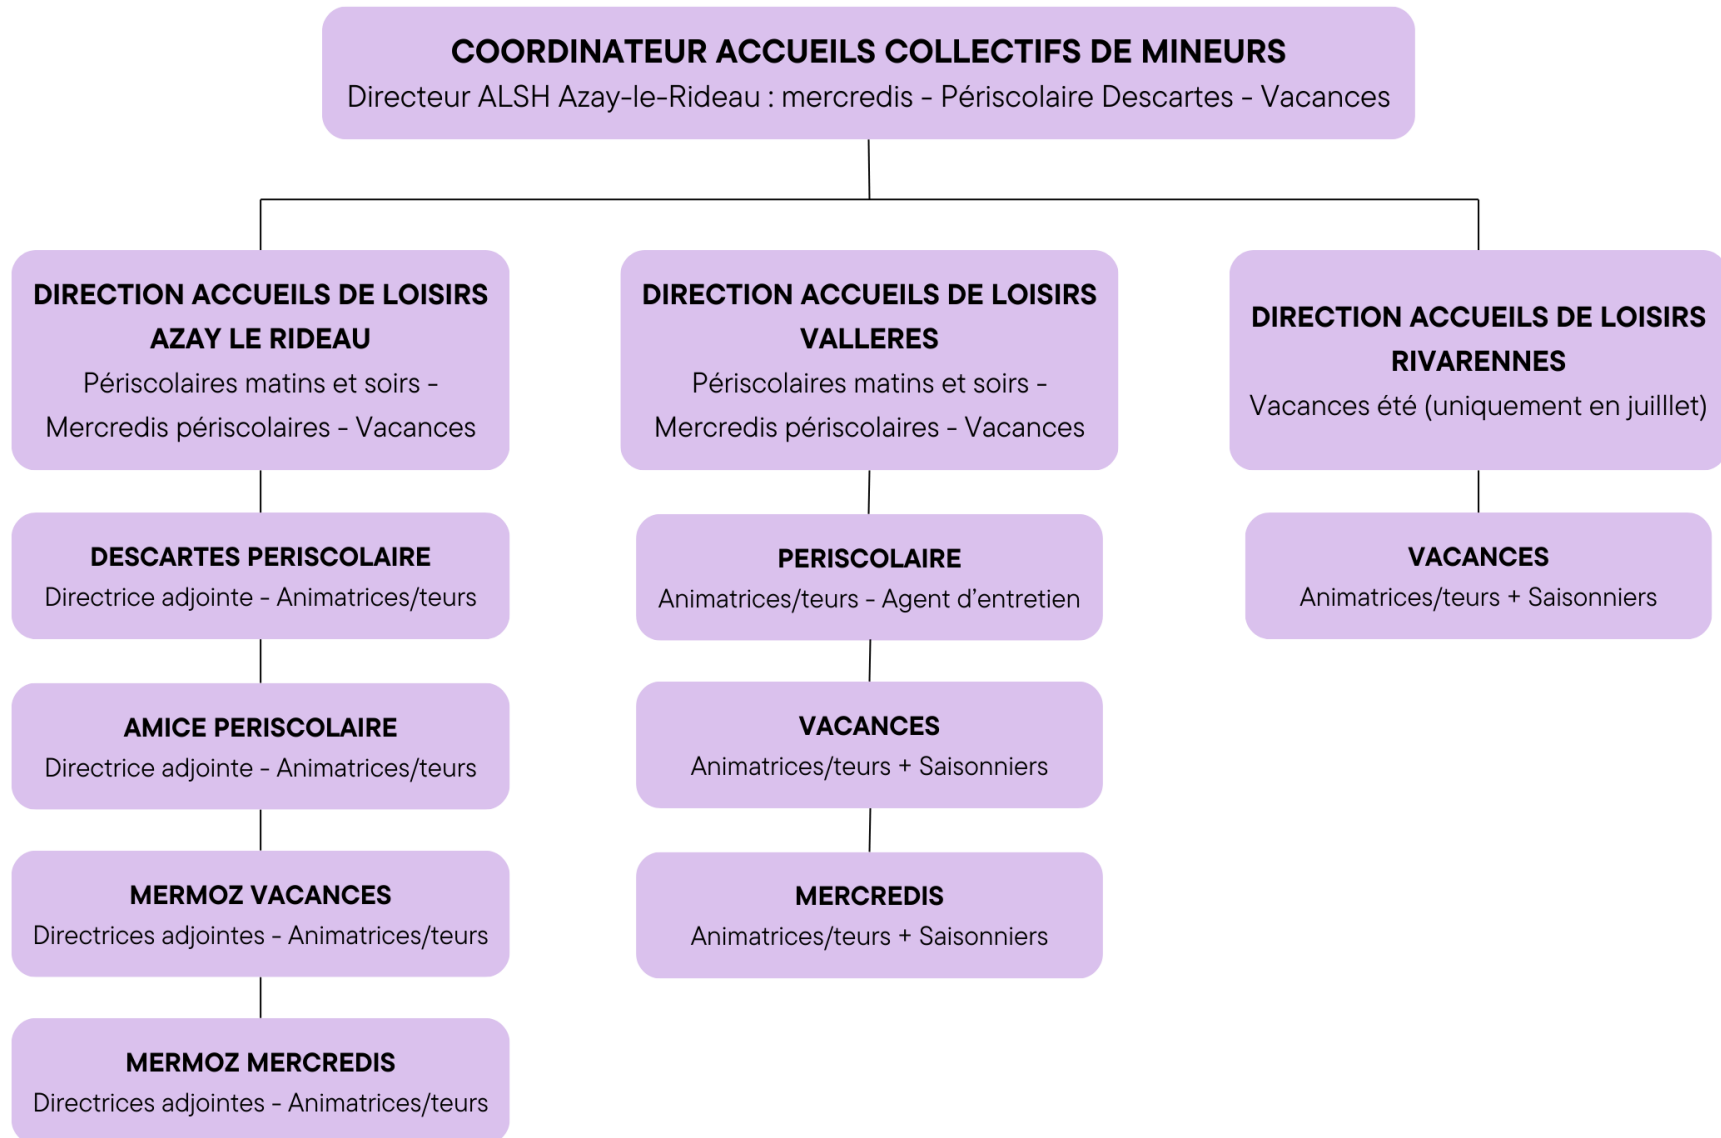 COORDINATEUR ACCUEILS COLLECTIFS DE MINEURS
Directeur ALSH Azay-le-Rideau : mercredis - Périscolaire Descartes - Vacances
DIRECTION ACCUEILS DE LOISIRS
AZAY LE RIDEAU
Périscolaires matins et soirs -
Mercredis périscolaires - Vacances
DESCARTES PERISCOLAIRE
Directrice adjointe - Animatrices/teurs
AMICE PERISCOLAIRE
Directrice adjointe - Animatrices/teurs
MERMOZ VACANCES
Directrices adjointes - Animatrices/teurs
MERMOZ MERCREDIS
Directrices adjointes - Animatrices/teurs
DIRECTION ACCUEILS DE LOISIRS
VALLERES
Périscolaires matins et soirs -
Mercredis périscolaires - Vacances
PERISCOLAIRE
Animatrices/teurs - Agent d’entretien
VACANCES
Animatrices/teurs + Saisonniers
MERCREDIS
Animatrices/teurs + Saisonniers
DIRECTION ACCUEILS DE LOISIRS
RIVARENNES
Vacances été (uniquement en juilllet)
VACANCES
Animatrices/teurs + Saisonniers